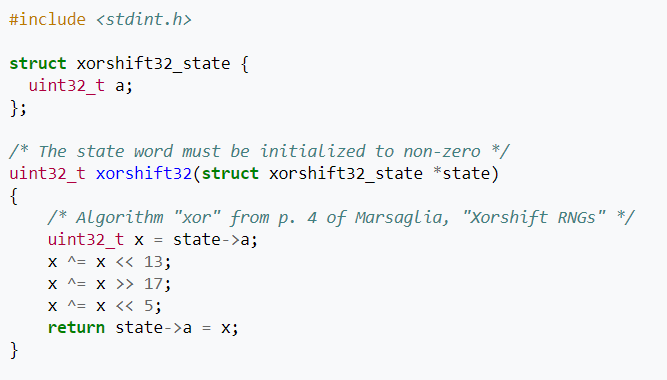 #include <stdint.h>
struct xorshift32_state {
  uint32_t a;
};
/* The state word must be initialized to non-zero */
uint32_t xorshift32(struct xorshift32_state *state)
{
    /* Algorithm "xor" from p. 4 of Marsaglia, "Xorshift RNGs" */
    uint32_t x = state->a;
    x ^= x << 13;
    x ^= x >> 17;
    x ^= x << 5;
    return state->a = x;
}